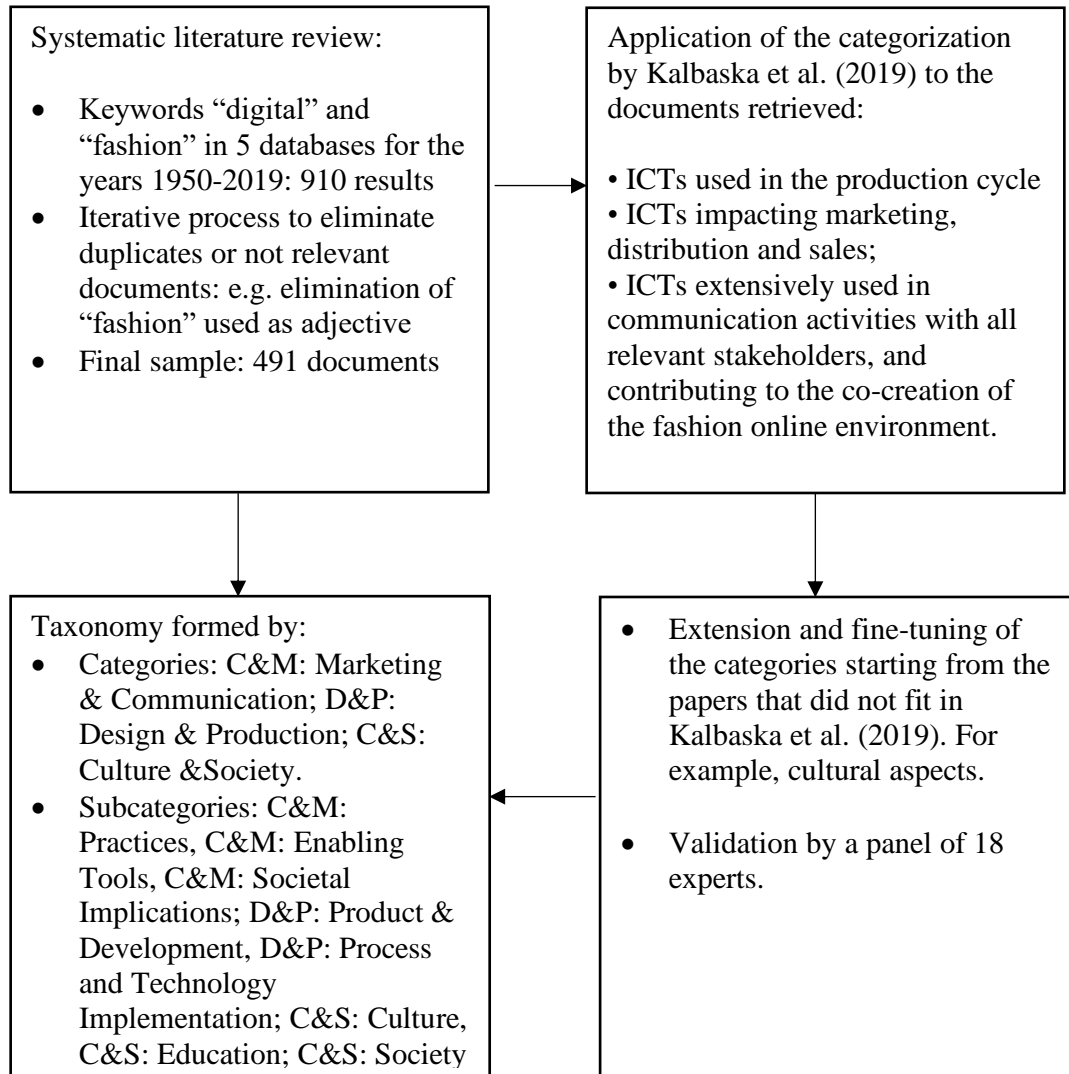 Systematic literature review:
• Keywords “digital” and
“fashion” in 5 databases for the
years 1950-2019: 910 results
• Iterative process to eliminate
duplicates or not relevant
documents: e.g. elimination of
“fashion” used as adjective
• Final sample: 491 documents
Application of the categorization
by Kalbaska et al. (2019) to the
documents retrieved:
• ICTs used in the production cycle
• ICTs impacting marketing,
distribution and sales;
• ICTs extensively used in
communication activities with all
relevant stakeholders, and
contributing to the co-creation of
the fashion online environment.
• Extension and fine-tuning of
the categories starting from the
papers that did not fit in
Kalbaska et al. (2019). For
example, cultural aspects.
• Validation by a panel of 18
experts.
Taxonomy formed by:
• Categories: C&M: Marketing
& Communication; D&P:
Design & Production; C&S:
Culture &Society.
• Subcategories: C&M:
Practices, C&M: Enabling
Tools, C&M: Societal
Implications; D&P: Product &
Development, D&P: Process
and Technology
Implementation; C&S: Culture,
C&S: Education; C&S: Society